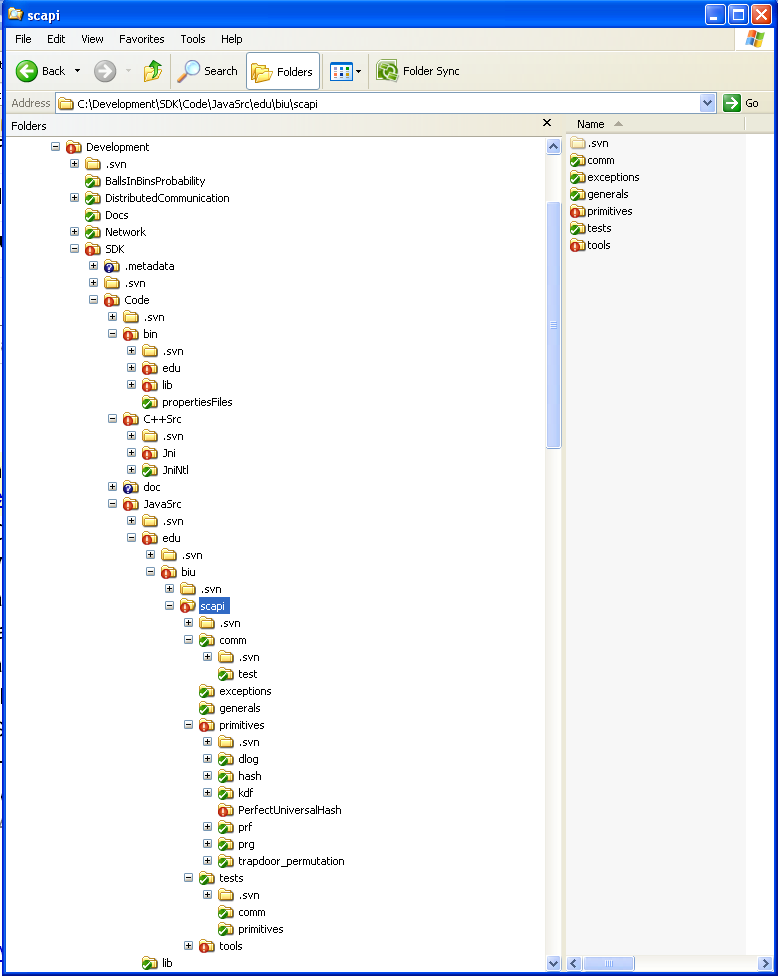 scapi
File Edit View Favorites Tools Help
Back Search Folders Folder Sync
Address C:\Development\SDK\Code\JavaSrc\edu\biu\scapi Go
Folders
Development
.svn
BallsInBinsProbability
DistributedCommunication
Docs
Network
SDK
.metadata
.svn
Code
.svn
bin
.svn
edu
lib
propertiesFiles
C++Src
.svn
Jni
JniNtl
doc
JavaSrc
.svn
edu
.svn
biu
.svn
scapi
.svn
comm
.svn
test
exceptions
generals
primitives
.svn
dlog
hash
kdf
PerfectUniversalHash
prf
prg
trapdoor_permutation
tests
.svn
comm
primitives
tools
lib
Name
.svn
comm
exceptions
generals
primitives
tests
tools